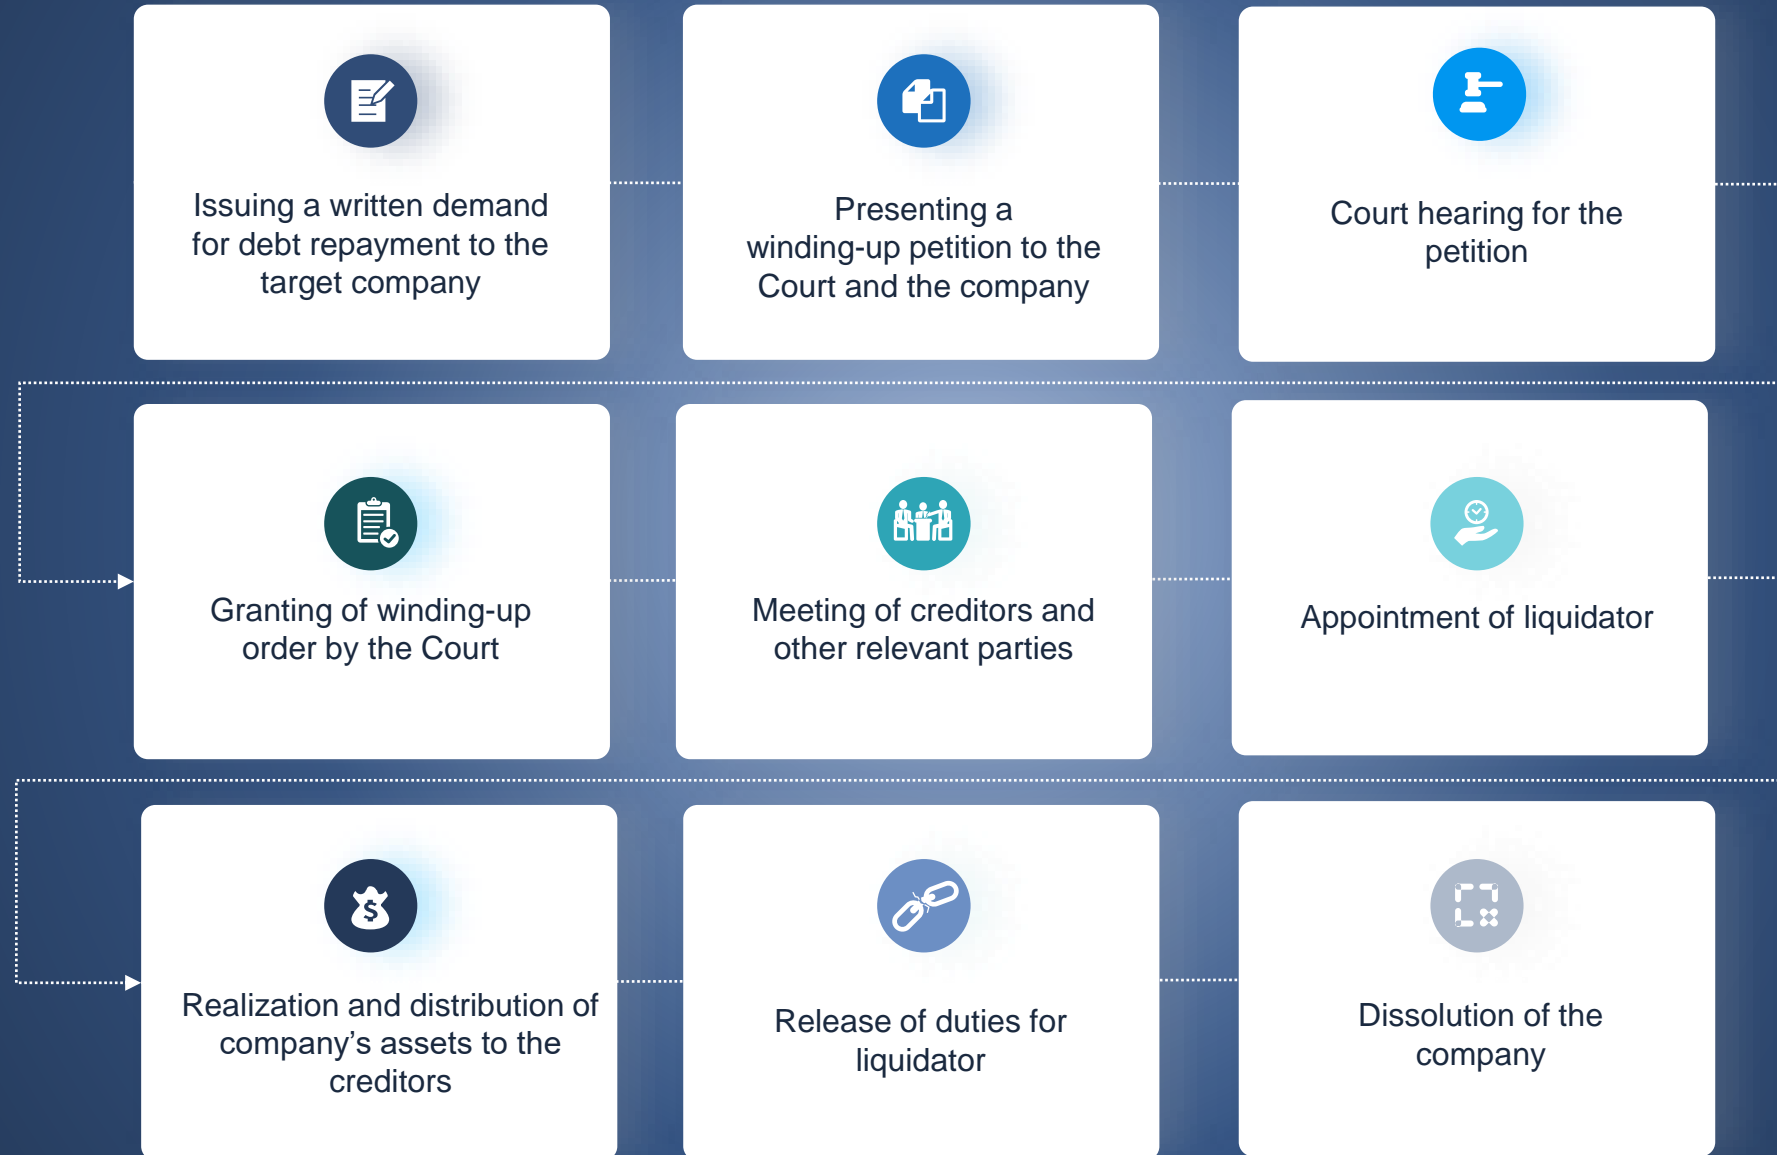 Issuing a written demand
for debt repayment to the
target company
Presenting a
winding-up petition to the
Court and the company
Court hearing for the
petition
Granting of winding-up
order by the Court
Meeting of creditors and
other relevant parties
Appointment of liquidator
$
Realization and distribution of
company’s assets to the
creditors
Release of duties for
liquidator
Dissolution of the
company